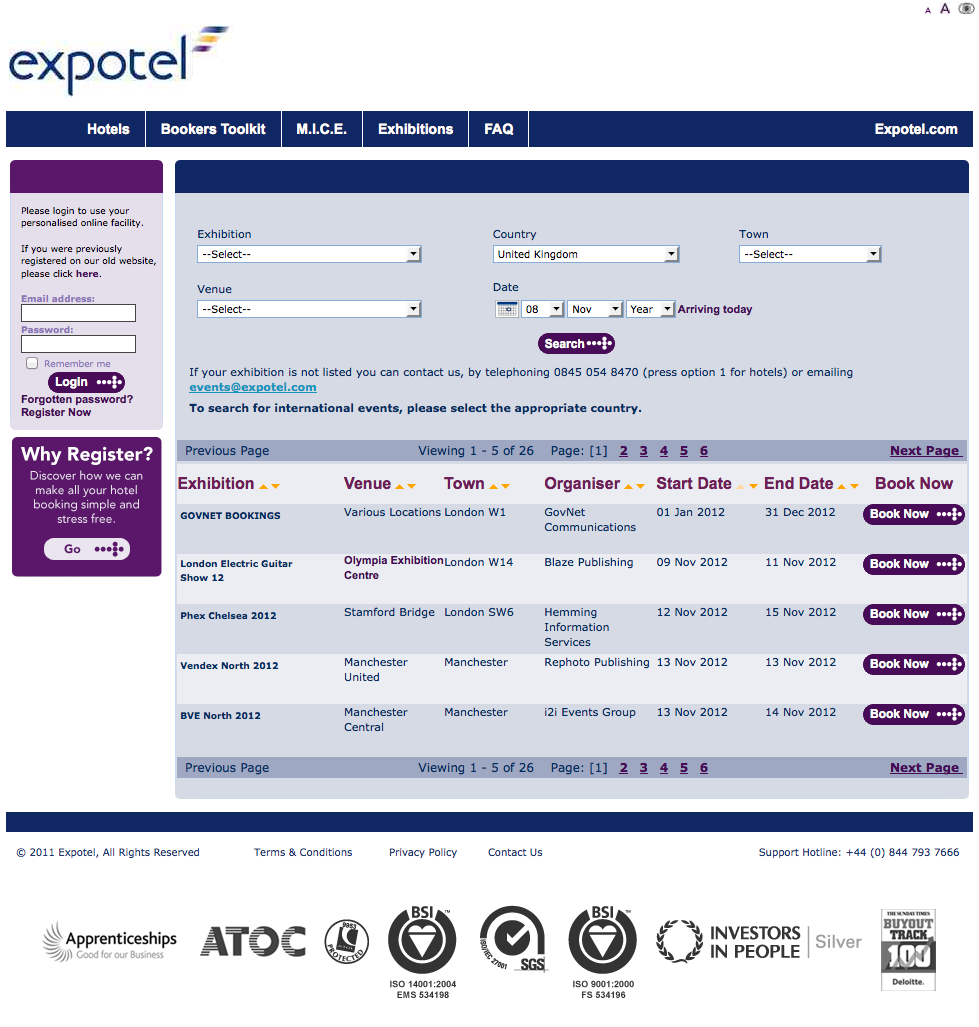 A A
expotel
Hotels Bookers Toolkit M.I.C.E. Exhibitions FAQ Expotel.com
Please login to use your
personalised online facility.
If you were previously
registered on our old website,
please click here.
Email address:
Password:
Remember me
Login
Forgotten password?
Register Now
Why Register?
Discover how we can
make all your hotel
booking simple and
stress free.
Go
Exhibition Country Town
--Select-- United Kingdom --Select--
Venue Date
--Select-- 08 Nov Year Arriving today
Search
If your exhibition is not listed you can contact us, by telephoning 0845 054 8470 (press option 1 for hotels) or emailing
events@expotel.com
To search for international events, please select the appropriate country.
Previous Page Viewing 1 - 5 of 26 Page: [1] 2 3 4 5 6 Next Page
Exhibition Venue Town Organiser Start Date End Date Book Now
GOVNET BOOKINGS Various Locations London W1 GovNet 01 Jan 2012 31 Dec 2012 Book Now
Communications
London Electric Guitar Olympia Exhibition London W14 Blaze Publishing 09 Nov 2012 11 Nov 2012 Book Now
Show 12 Centre
Phex Chelsea 2012 Stamford Bridge London SW6 Hemming 12 Nov 2012 15 Nov 2012 Book Now
Information
Services
Vendex North 2012 Manchester Manchester Rephoto Publishing 13 Nov 2012 13 Nov 2012 Book Now
United
BVE North 2012 Manchester Manchester i2i Events Group 13 Nov 2012 14 Nov 2012 Book Now
Central
Previous Page Viewing 1 - 5 of 26 Page: [1] 2 3 4 5 6 Next Page
© 2011 Expotel, All Rights Reserved Terms & Conditions Privacy Policy Contact Us Support Hotline: +44 (0) 844 793 7666
Apprenticeships
Good for our Business
ATOC
9953
PROTECTED
BSI
ISO 14001:2004
EMS 534198
ISO/IEC 27001
SGS
BSI
ISO 9001:2000
FS 534196
INVESTORS
IN PEOPLE
Silver
THE SUNDAY TIMES
BUYOUT
TRACK
100
Deloitte.